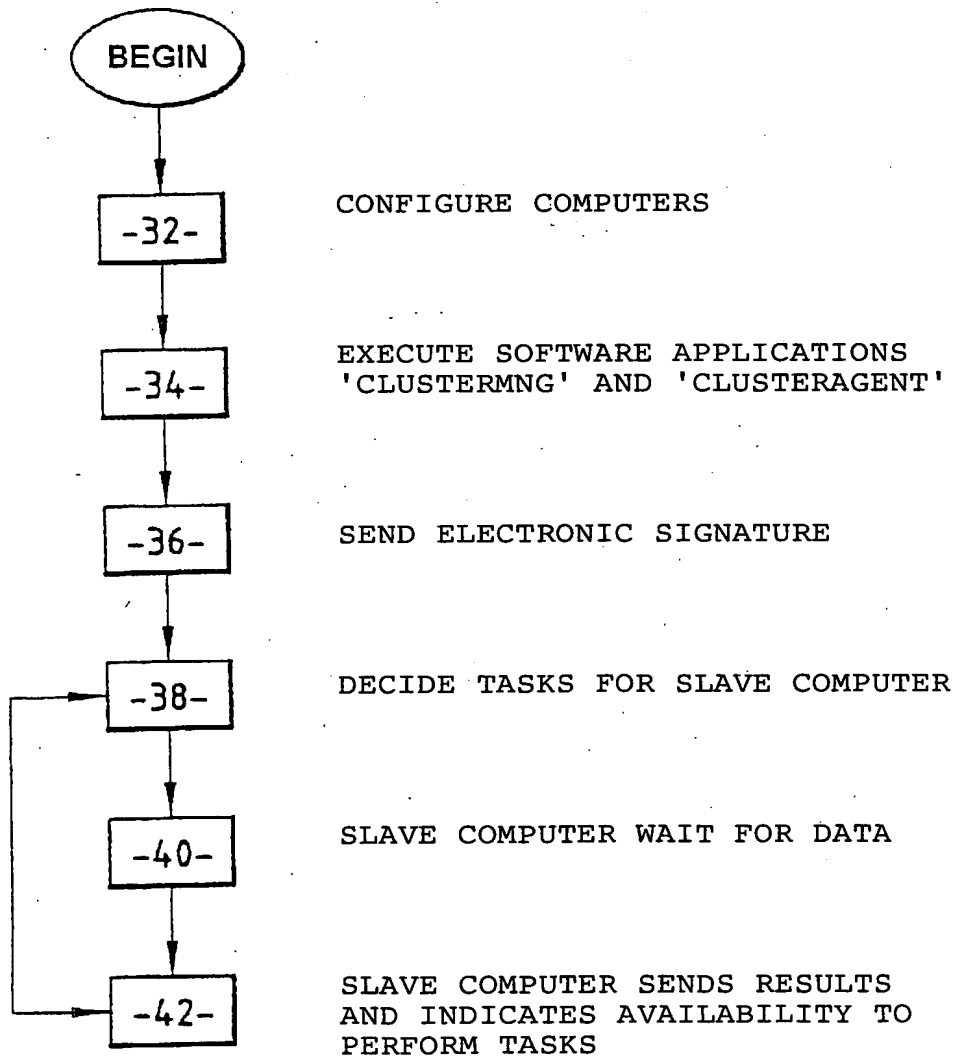 BEGIN
-32-
CONFIGURE COMPUTERS
-34-
EXECUTE SOFTWARE APPLICATIONS
'CLUSTERMNG' AND 'CLUSTERAGENT'
-36-
SEND ELECTRONIC SIGNATURE
-38-
DECIDE TASKS FOR SLAVE COMPUTER
-40-
SLAVE COMPUTER WAIT FOR DATA
-42-
SLAVE COMPUTER SENDS RESULTS
AND INDICATES AVAILABILITY TO
PERFORM TASKS